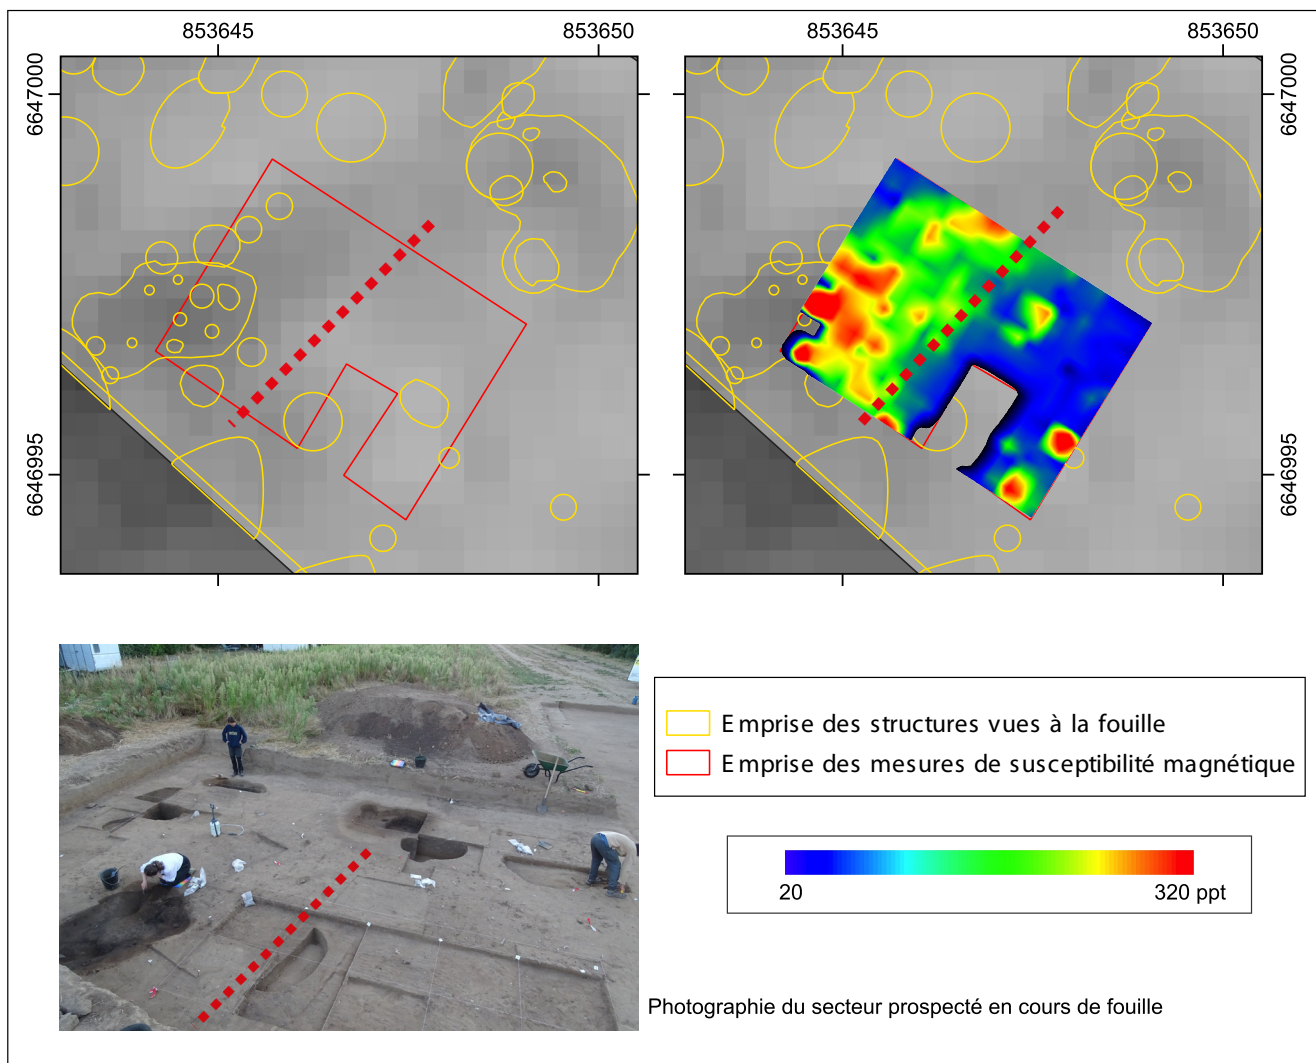 853645
853650
853645
853650
6647000
6647000
6646995
6646995
Emprise des structures vues à la fouille
Emprise des mesures de susceptibilité magnétique
20
320 ppt
Photographie du secteur prospecté en cours de fouille